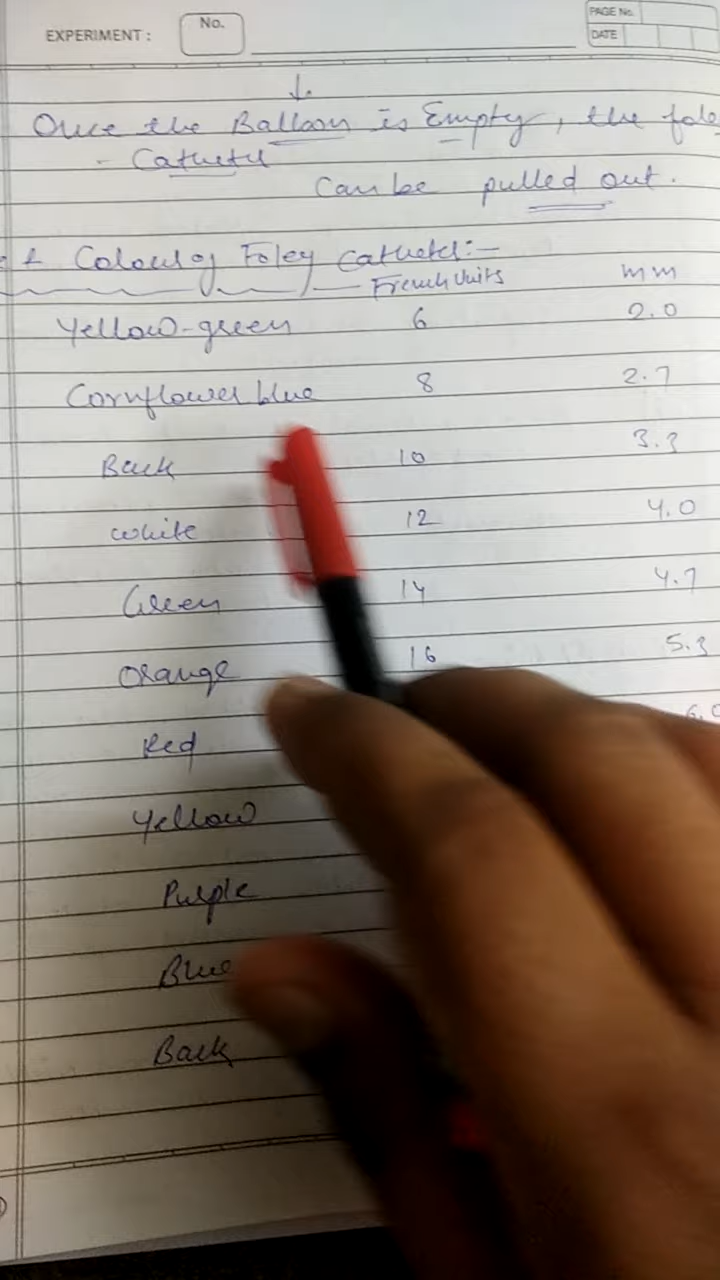 EXPERIMENT :
No.
PAGE No.
DATE
Once the Balloon is Empty, the fole
- Catheter
Can be pulled out.
& Colour of Foley Catheter:-
French Units mm
Yellow-green 6 2.0
Cornflower blue 8 2.7
Back 10 3.3
white 12 4.0
Green 14 4.7
Orange 16 5.3
Red 6.0
Yellow
Purple
Blue
Back